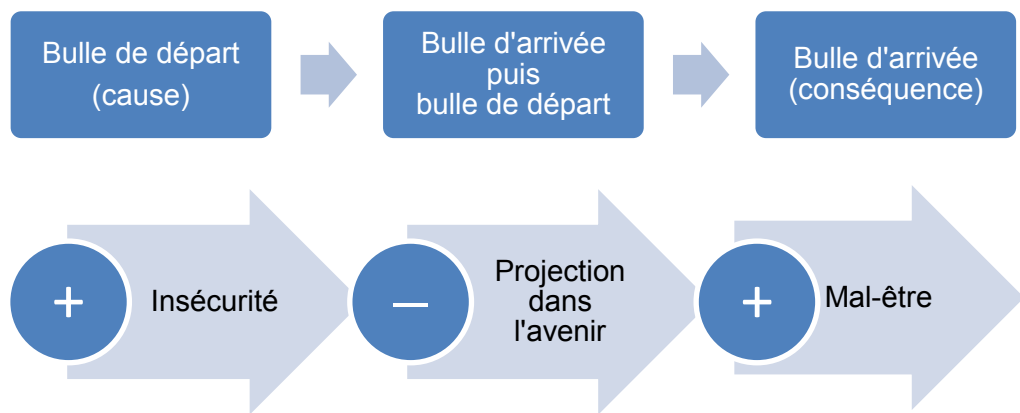 Bulle de départ
(cause)
Bulle d'arrivée
puis
bulle de départ
Bulle d'arrivée
(conséquence)
+
Insécurité
–
Projection
dans
l'avenir
+
Mal-être